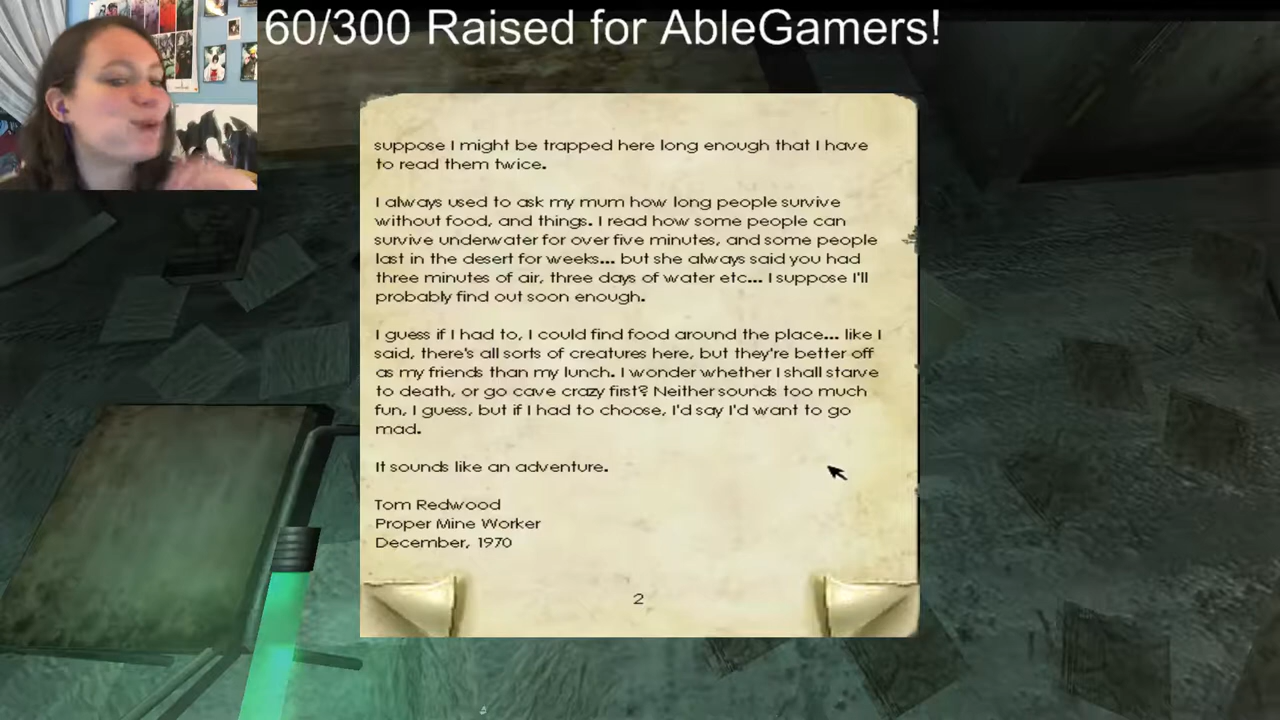 60/300 Raised for AbleGamers!
suppose I might be trapped here long enough that I have
to read them twice.
I always used to ask my mum how long people survive
without food, and things. I read how some people can
survive underwater for over five minutes, and some people
last in the desert for weeks... but she always said you had
three minutes of air, three days of water etc... I suppose I'll
probably find out soon enough.
I guess if I had to, I could find food around the place... like I
said, there's all sorts of creatures here, but they're better off
as my friends than my lunch. I wonder whether I shall starve
to death, or go cave crazy first? Neither sounds too much
fun, I guess, but if I had to choose, I'd say I'd want to go
mad.
It sounds like an adventure.
Tom Redwood
Proper Mine Worker
December, 1970
2